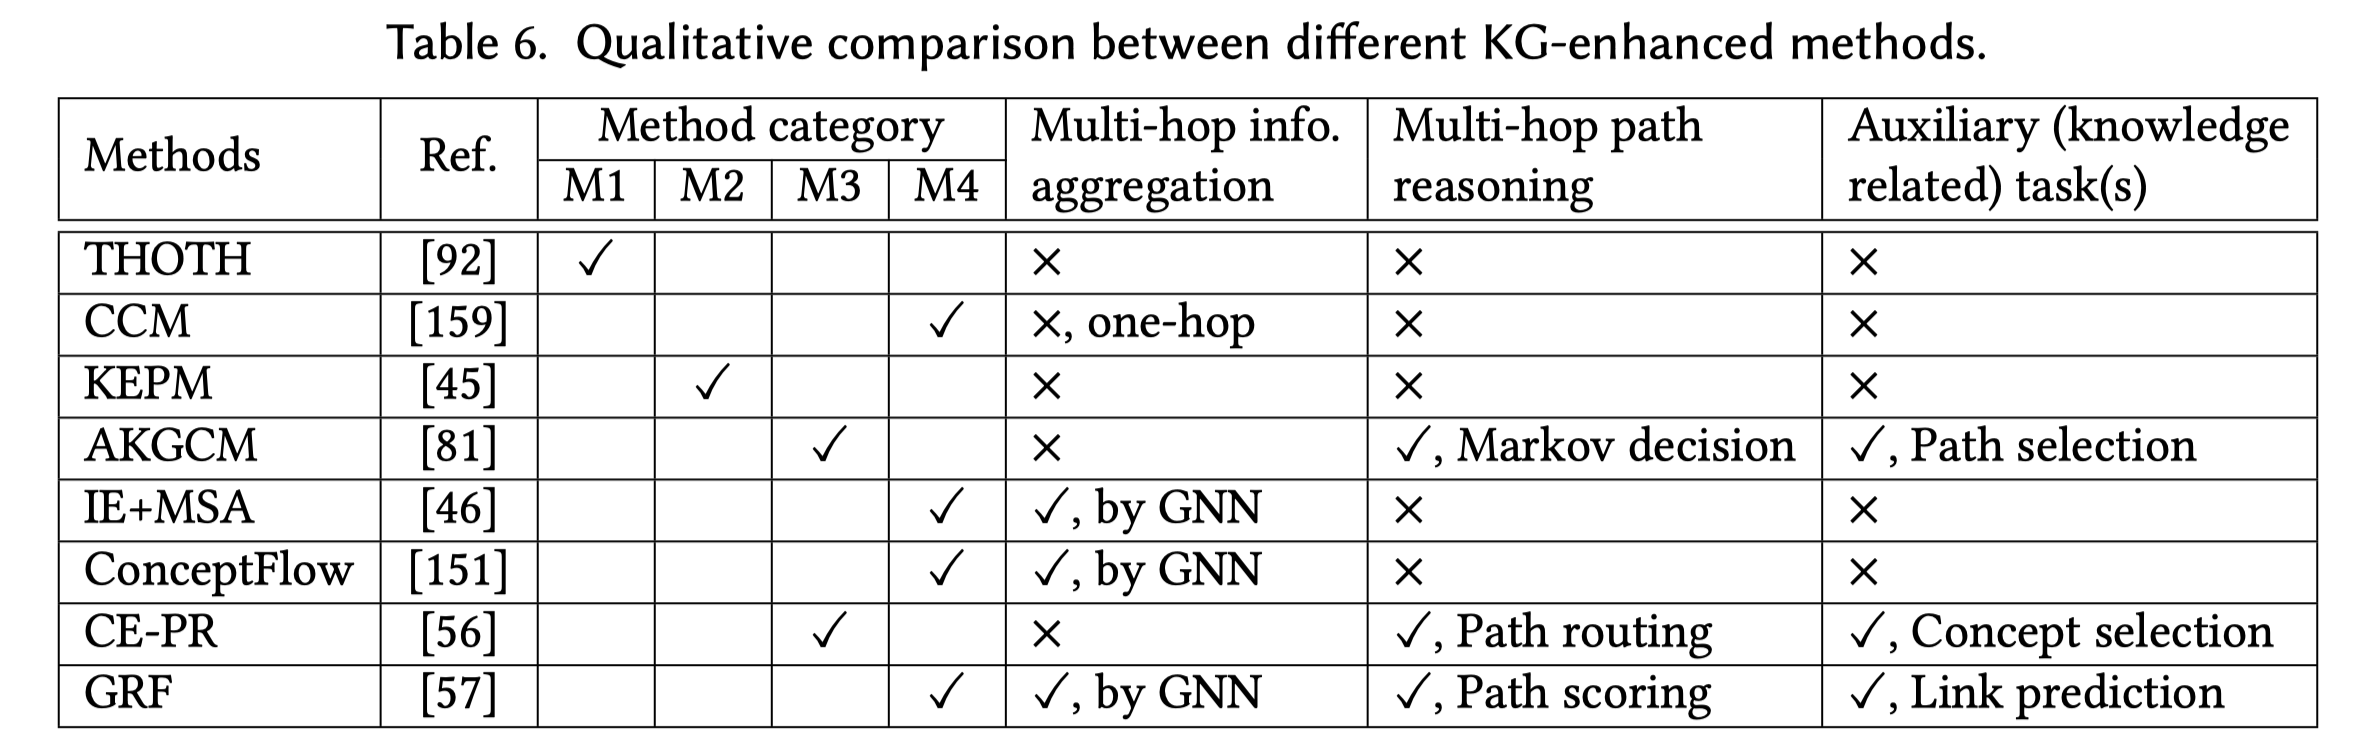 Table 6. Qualitative comparison between different KG-enhanced methods.
Methods Ref. Method category Multi-hop info. aggregation Multi-hop path reasoning Auxiliary (knowledge related) task(s)
M1 M2 M3 M4
THOTH [92] ✓ × × ×
CCM [159] ✓ ×, one-hop × ×
KEPM [45] ✓ × × ×
AKGCM [81] ✓ × ✓, Markov decision ✓, Path selection
IE+MSA [46] ✓ ✓, by GNN × ×
ConceptFlow [151] ✓ ✓, by GNN × ×
CE-PR [56] ✓ × ✓, Path routing ✓, Concept selection
GRF [57] ✓ ✓, by GNN ✓, Path scoring ✓, Link prediction